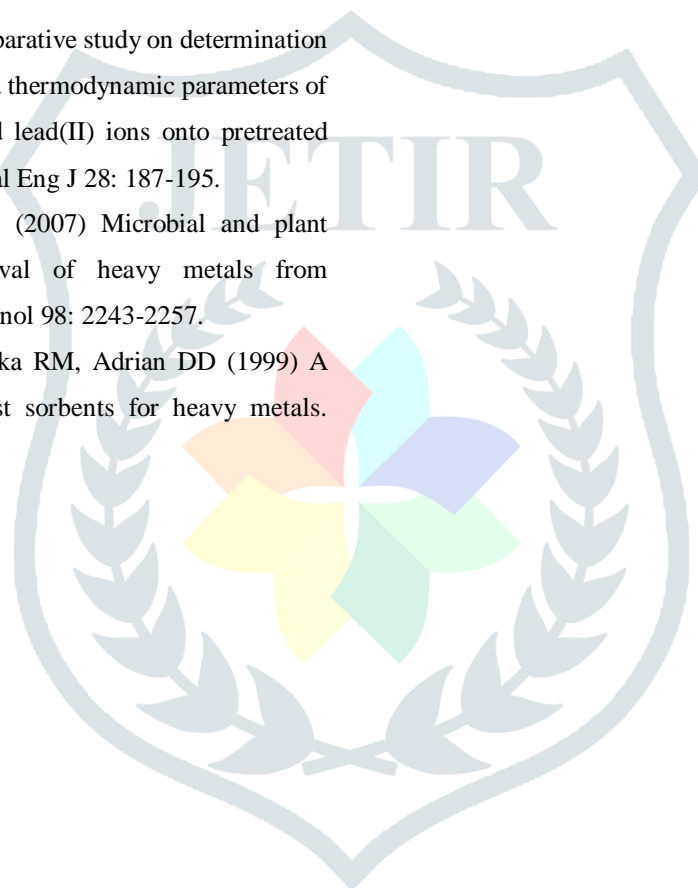 parative study on determination
thermodynamic parameters of
lead(II) ions onto pretreated
al Eng J 28: 187-195.
(2007) Microbial and plant
val of heavy metals from
nol 98: 2243-2257.
ka RM, Adrian DD (1999) A
st sorbents for heavy metals.
JETIR